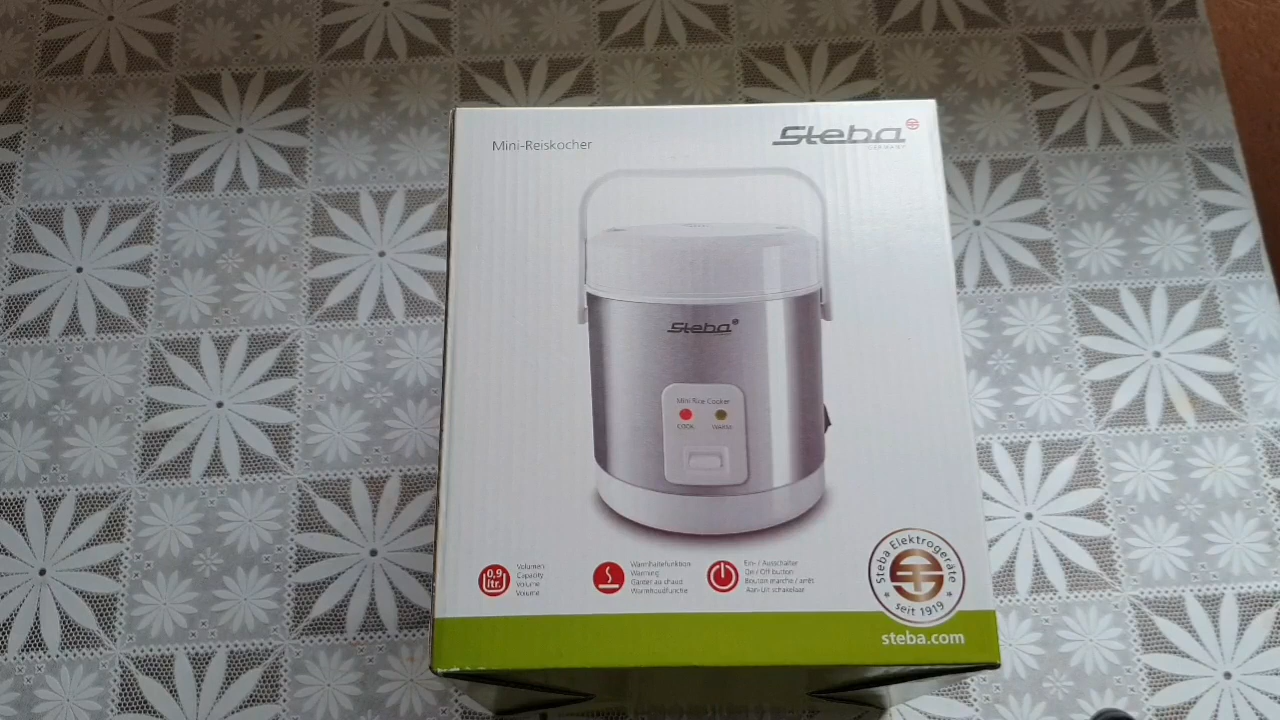 Mini-Reiskocher
Steba
GERMANY
Steba
Mini Rice Cooker
COOK WARM
0,9
ltr.
Volumen
Capacity
Volume
Volume
Warmhaltefunktion
Warming
Garder au chaud
Warmhoudfunctie
Ein- / Ausschalter
On / Off button
Bouton marche / arrêt
Aan-Uit schakelaar
Steba Elektrogeräte
seit 1919
steba.com